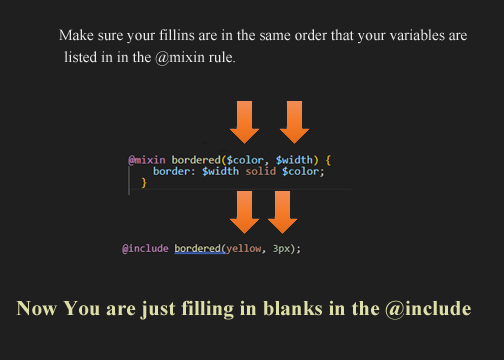 Make sure your fillins are in the same order that your variables are
listed in in the @mixin rule.
@mixin bordered($color, $width) {
border: $width solid $color;
}
@include bordered(yellow, 3px);
Now You are just filling in blanks in the @include